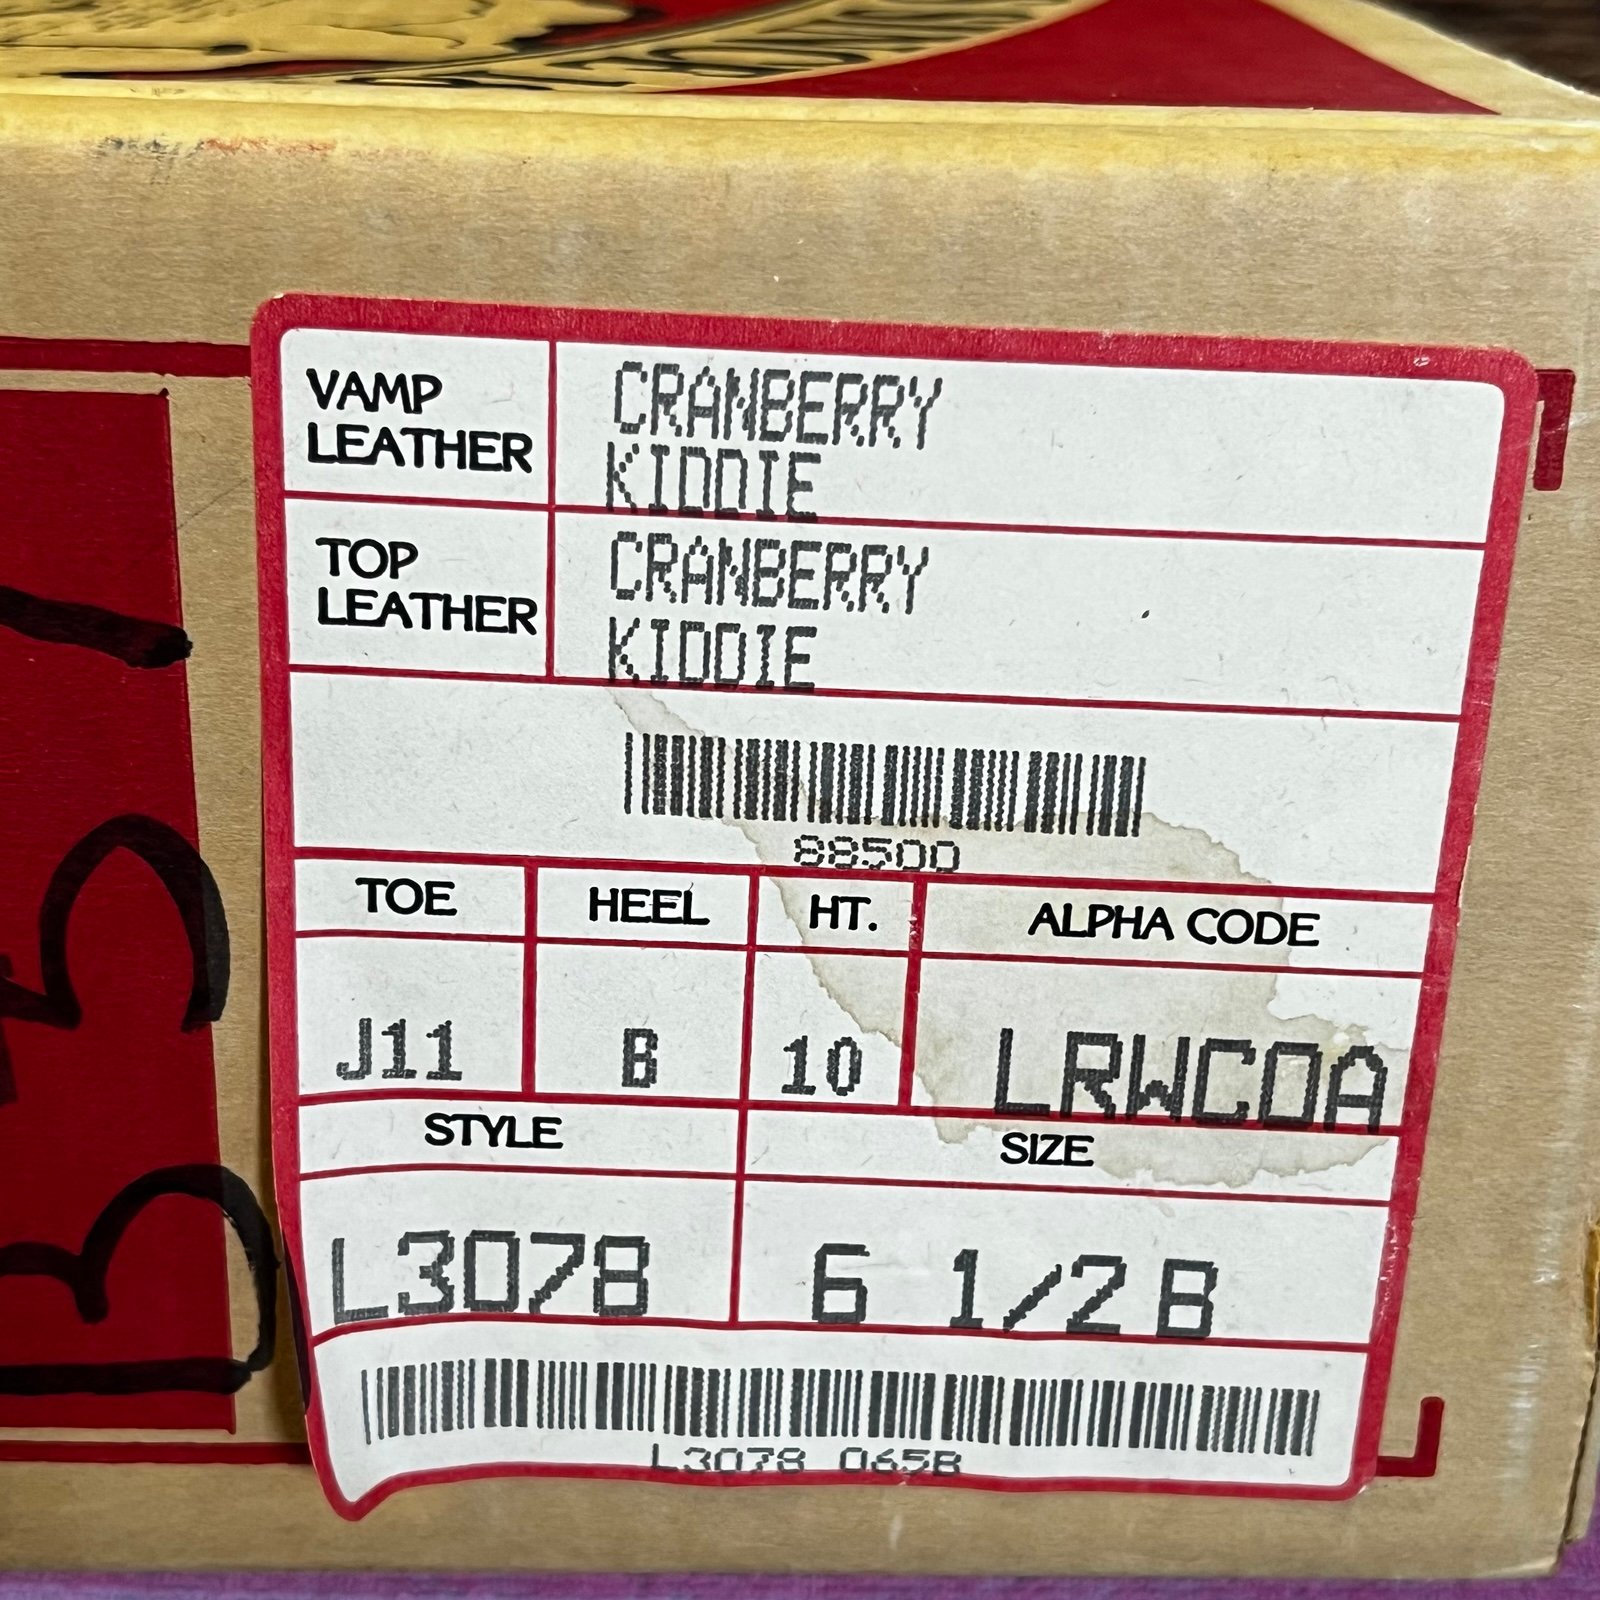 VAMP
LEATHER
CRANBERRY
KIDDIE
TOP
LEATHER
CRANBERRY
KIDDIE
88500
TOE HEEL HT. ALPHA CODE
J11 B 10 LRWCOA
STYLE SIZE
L3078 6 1/2 B
L3078 065B